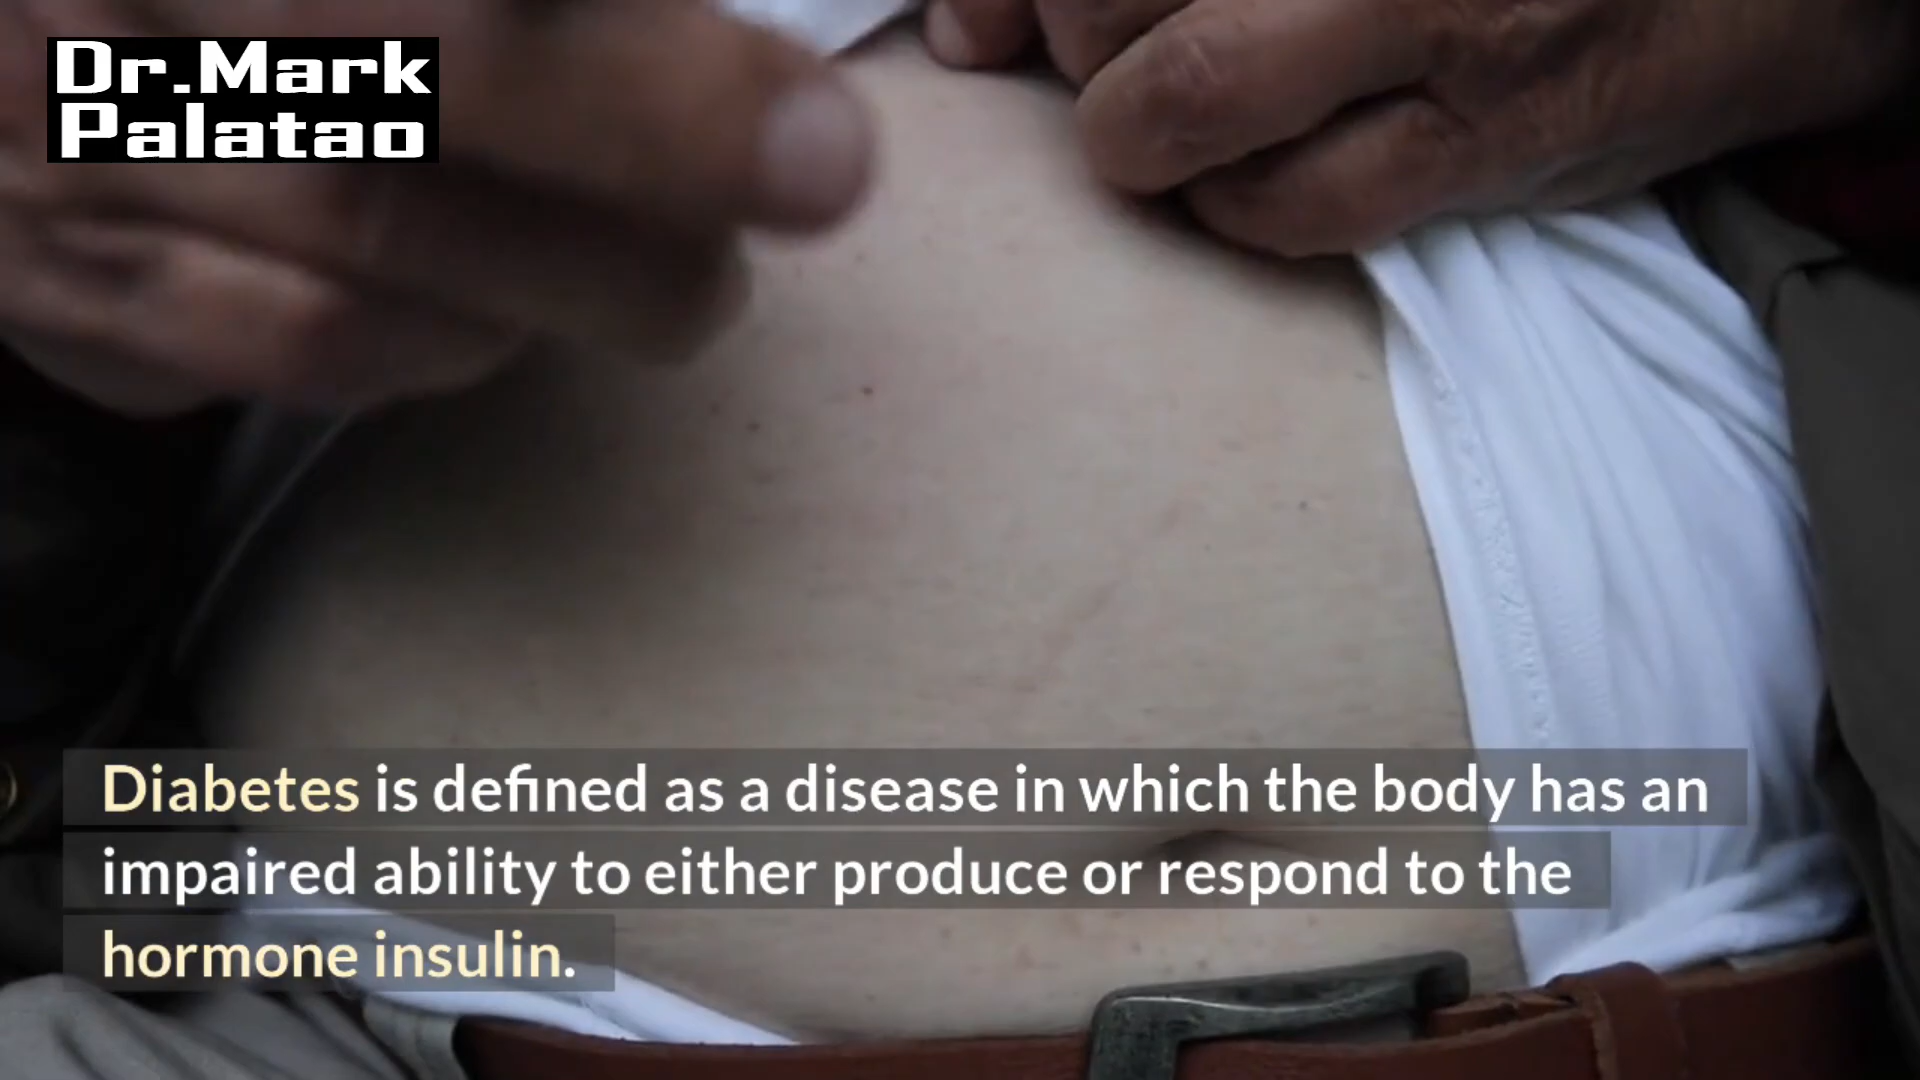 Dr.Mark
Palatao
Diabetes is defined as a disease in which the body has an
impaired ability to either produce or respond to the
hormone insulin.